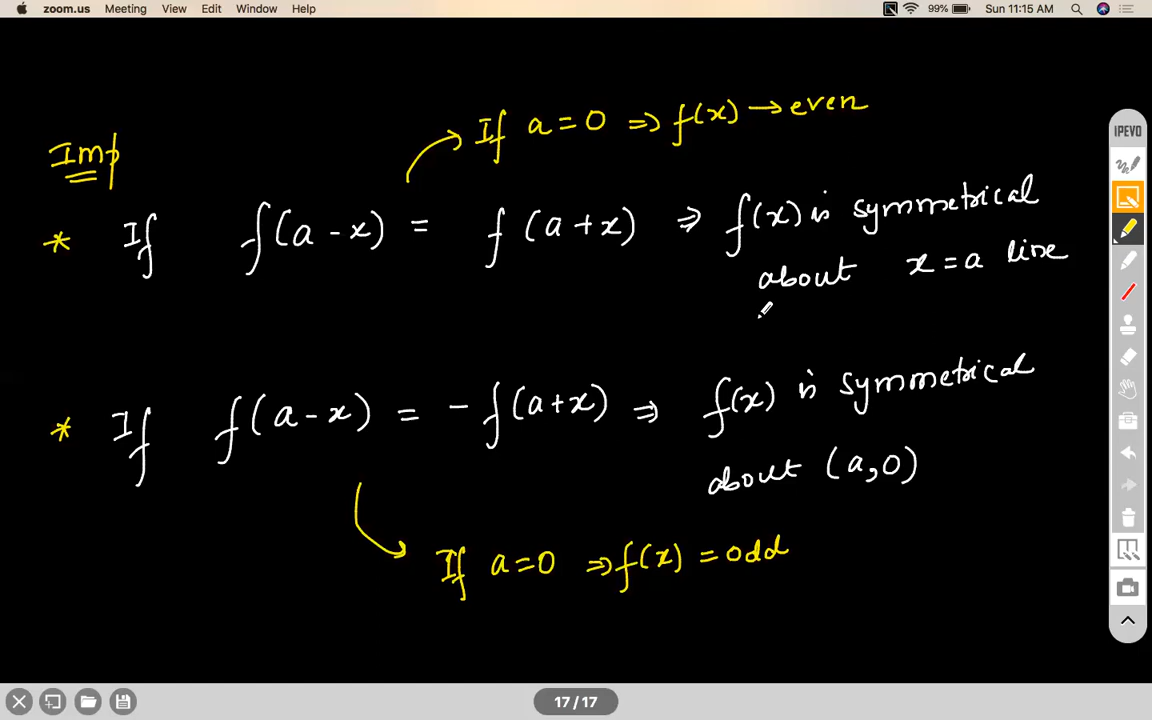 zoom.us Meeting View Edit Window Help 99% Sun 11:15 AM
If a = 0 ⇒ f(x) → even
Imp
* If f(a - x) = f(a + x) ⇒ f(x) is symmetrical
about x = a line
* If f(a - x) = - f(a + x) ⇒ f(x) is symmetrical
about (a, 0)
If a = 0 ⇒ f(x) = odd
IPEVO
17 / 17